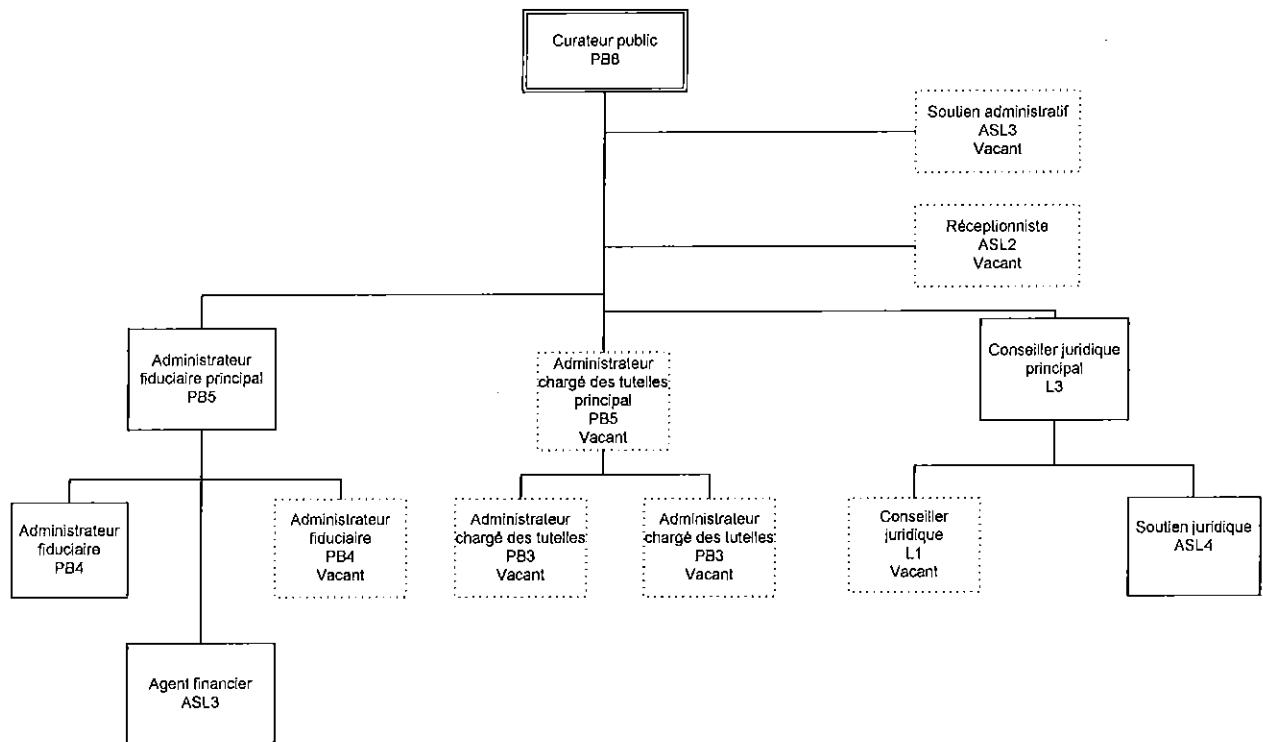 Curateur public
PB8
Soutien administratif
ASL3
Vacant
Réceptionniste
ASL2
Vacant
Administrateur
fiduciaire principal
PB5
Administrateur
chargé des tutelles
principal
PB5
Vacant
Conseiller juridique
principal
L3
Administrateur
fiduciaire
PB4
Administrateur
fiduciaire
PB4
Vacant
Administrateur
chargé des tutelles
PB3
Vacant
Administrateur
chargé des tutelles
PB3
Vacant
Conseiller
juridique
L1
Vacant
Soutien juridique
ASL4
Agent financier
ASL3